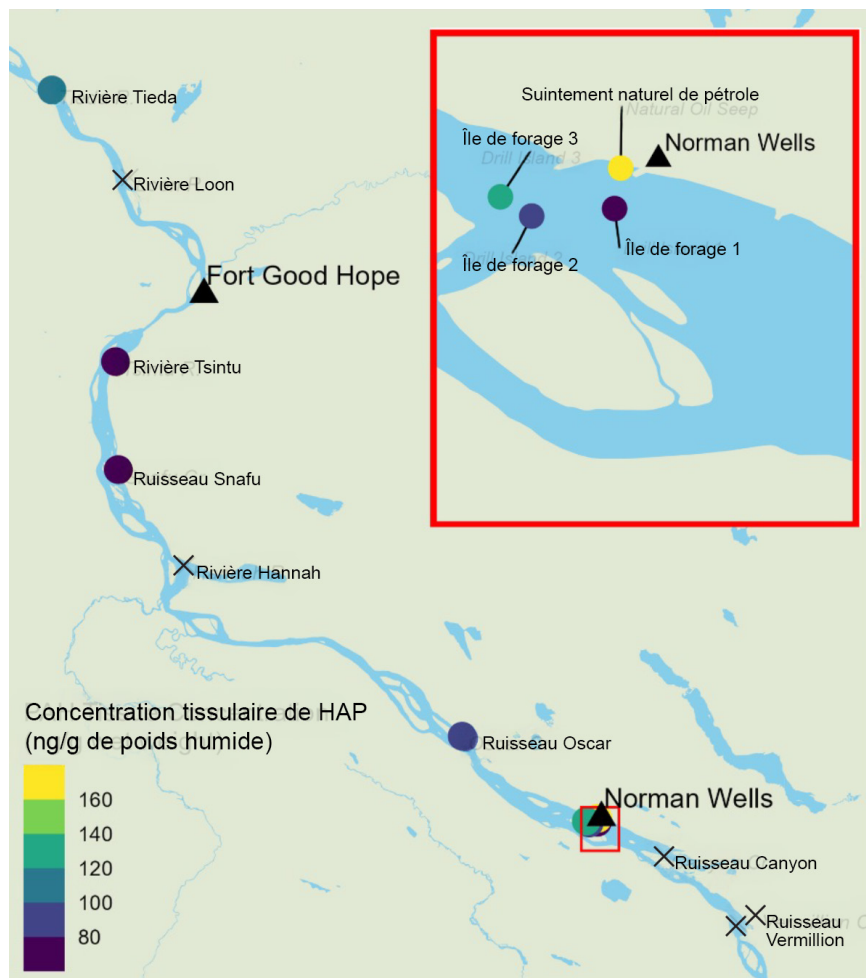 Rivière Tieda
Rivière Loon
Fort Good Hope
Rivière Tsintu
Ruisseau Snafu
Rivière Hannah
Ruisseau Oscar
Norman Wells
Ruisseau Canyon
Ruisseau
Vermillion
Suintement naturel de pétrole
Natural Oil Seep
Norman Wells
Île de forage 3
Drill Island 3
Île de forage 1
Drill Island 2
Île de forage 2
Concentration tissulaire de HAP
(ng/g de poids humide)
160
140
120
100
80